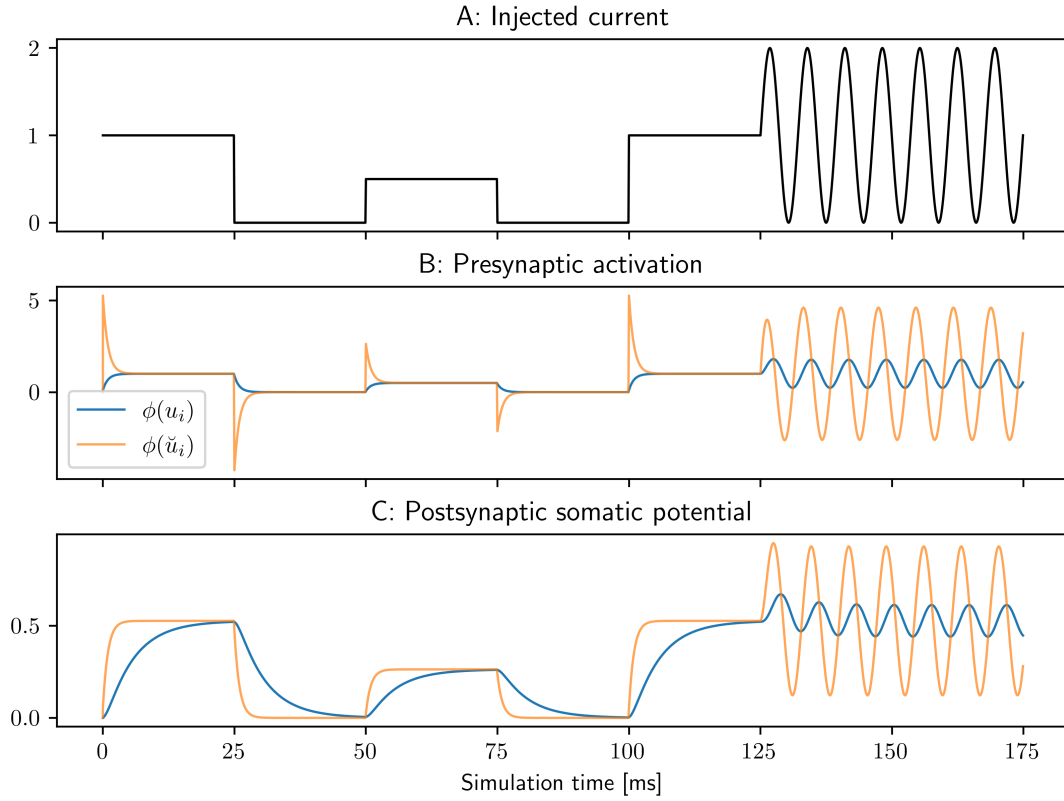 A: Injected current
2
1
0
B: Presynaptic activation
5
0
ϕ(u_i)
ϕ(ŭ_i)
C: Postsynaptic somatic potential
0.5
0.0
0 25 50 75 100 125 150 175
Simulation time [ms]